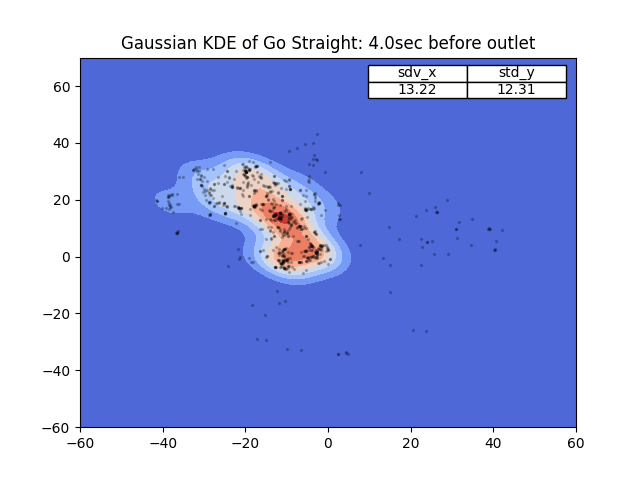 Gaussian KDE of Go Straight: 4.0sec before outlet
sdv_x std_y
13.22 12.31
60
40
20
0
−20
−40
−60
−60 −40 −20 0 20 40 60